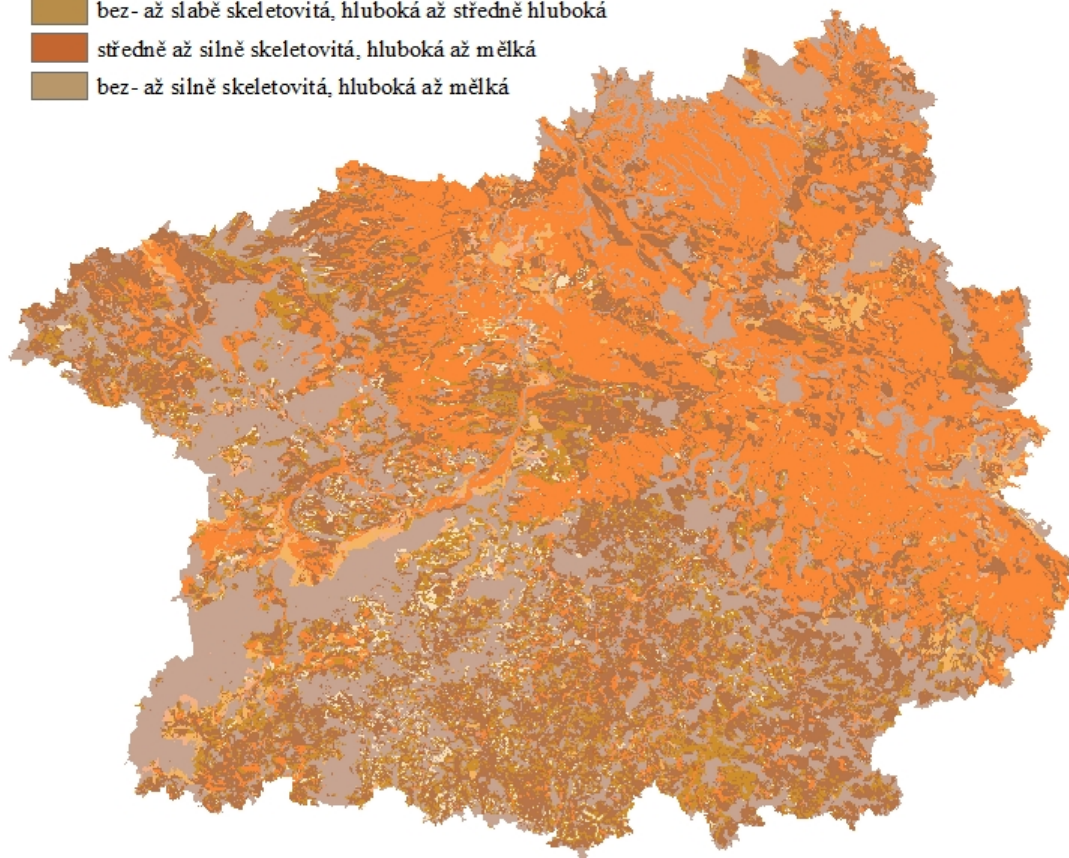 bez- až slabě skeletovitá, hluboká až středně hluboká
středně až silně skeletovitá, hluboká až mělká
bez- až silně skeletovitá, hluboká až mělká